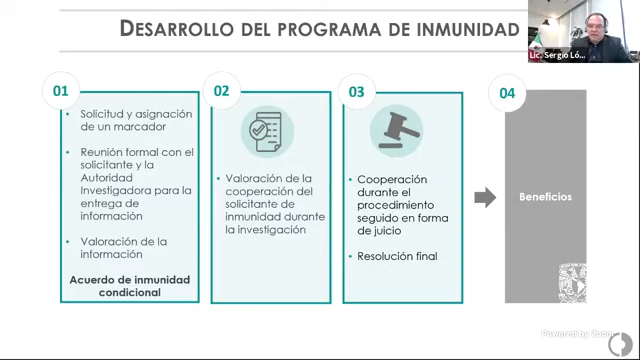 DESARROLLO DEL PROGRAMA DE INMUNIDAD
Lic. Sergio Ló...
01
• Solicitud y asignación
de un marcador
• Reunión formal con el
solicitante y la
Autoridad
Investigadora para la
entrega de
información
• Valoración de la
información
Acuerdo de inmunidad
condicional
02
• Valoración de la
cooperación del
solicitante de
inmunidad durante
la investigación
03
• Cooperación
durante el
procedimiento
seguido en forma
de juicio
• Resolución final
04
Beneficios
Powered by Zoom